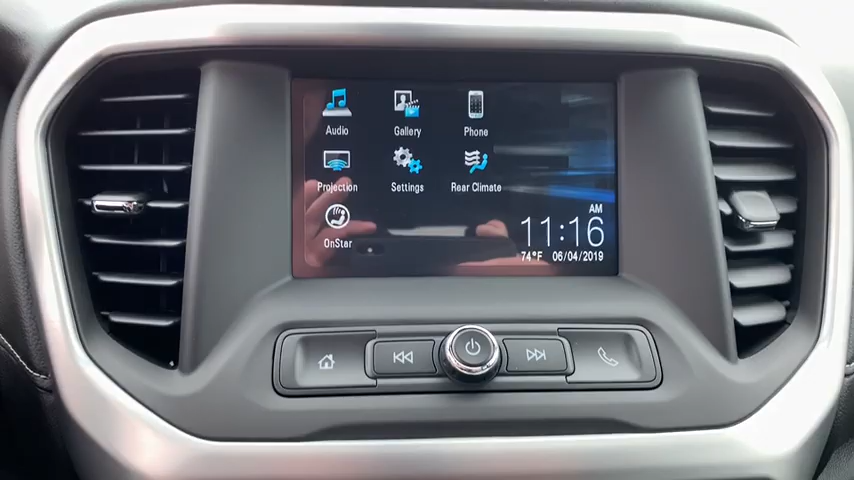 Audio
Gallery
Phone
Projection
Settings
Rear Climate
OnStar
AM
11:16
74°F 06/04/2019